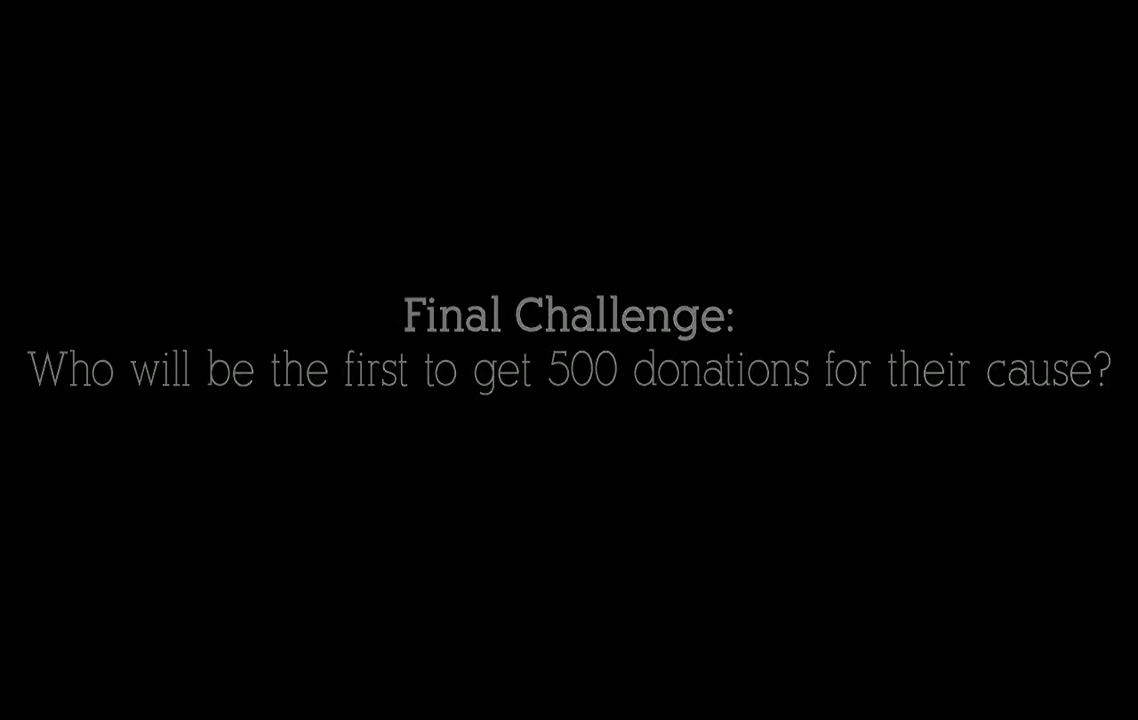 Final Challenge:
Who will be the first to get 500 donations for their cause?